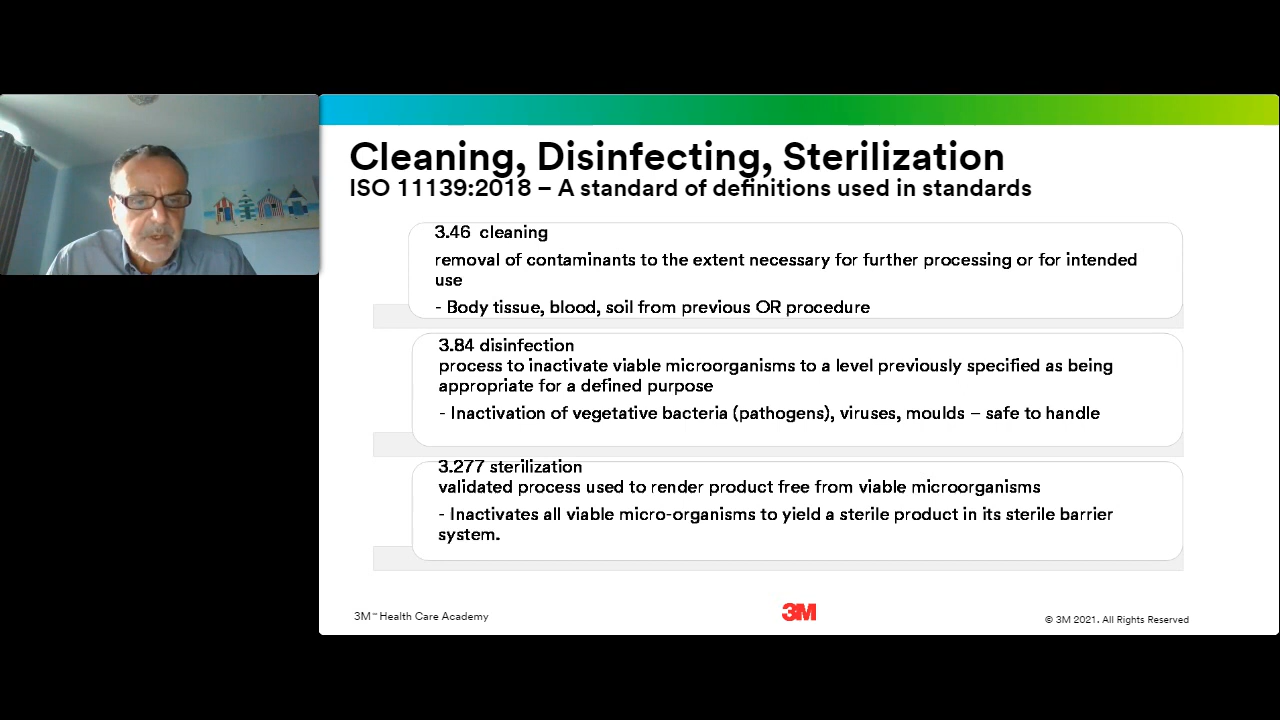 Cleaning, Disinfecting, Sterilization
ISO 11139:2018 – A standard of definitions used in standards
3.46 cleaning
removal of contaminants to the extent necessary for further processing or for intended
use
- Body tissue, blood, soil from previous OR procedure
3.84 disinfection
process to inactivate viable microorganisms to a level previously specified as being
appropriate for a defined purpose
- Inactivation of vegetative bacteria (pathogens), viruses, moulds – safe to handle
3.277 sterilization
validated process used to render product free from viable microorganisms
- Inactivates all viable micro-organisms to yield a sterile product in its sterile barrier
system.
3M™ Health Care Academy
3M
© 3M 2021. All Rights Reserved